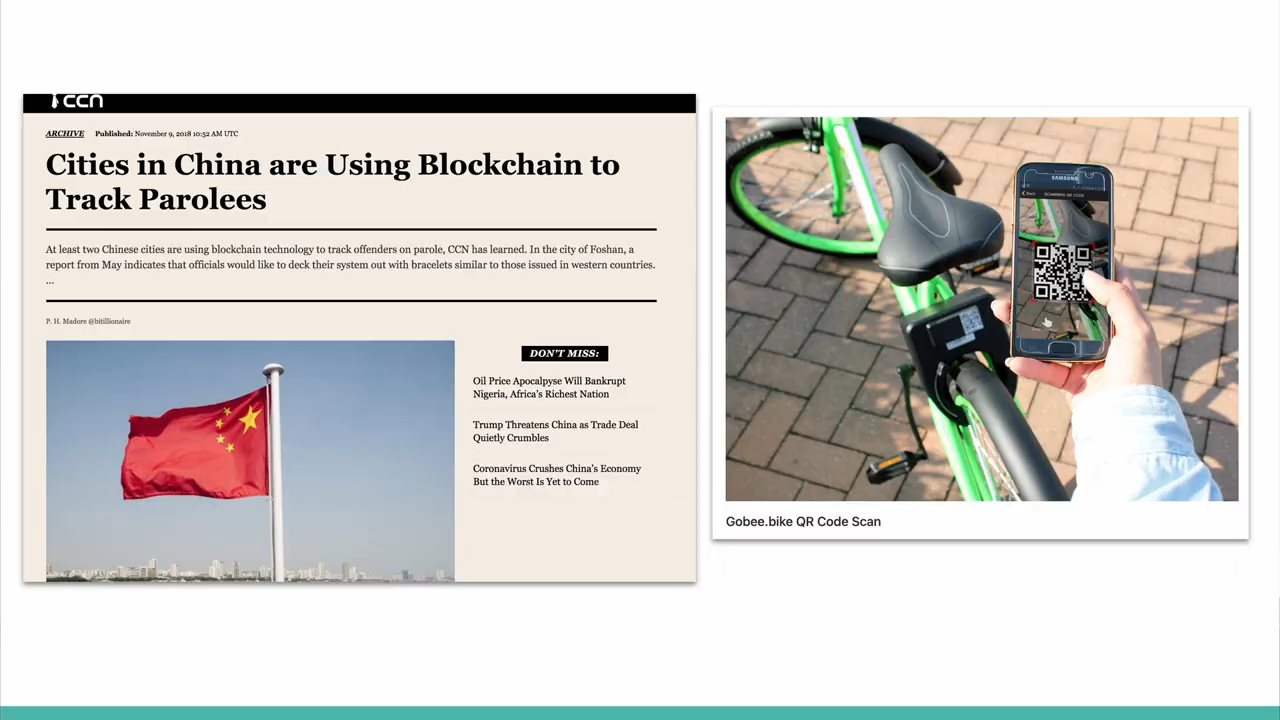 ccn
ARCHIVE Published: November 9, 2018 10:52 AM UTC
Cities in China are Using Blockchain to
Track Parolees
At least two Chinese cities are using blockchain technology to track offenders on parole, CCN has learned. In the city of Foshan, a
report from May indicates that officials would like to deck their system out with bracelets similar to those issued in western countries.
...
P. H. Madore @bitillionaire
DON'T MISS:
Oil Price Apocalpyse Will Bankrupt
Nigeria, Africa's Richest Nation
Trump Threatens China as Trade Deal
Quietly Crumbles
Coronavirus Crushes China's Economy
But the Worst Is Yet to Come
SAMSUNG
Back SCANNING QR CODE
Gobee.bike QR Code Scan